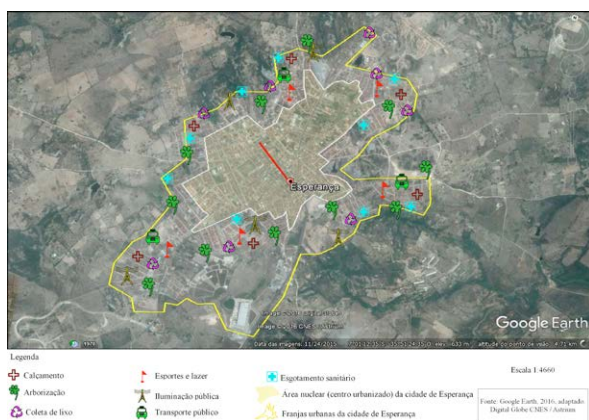 Esperança
Google Earth
Legenda
Calçamento
Esportes e lazer
Esgotamento sanitário
Escala 1.4660
Arborização
Iluminação pública
Área nuclear (centro urbanizado) da cidade de Esperança
Coleta de lixo
Transporte público
Franjas urbanas da cidade de Esperança
Fonte: Google Earth, 2016, adaptado
Digital Globe CNES / Astrium